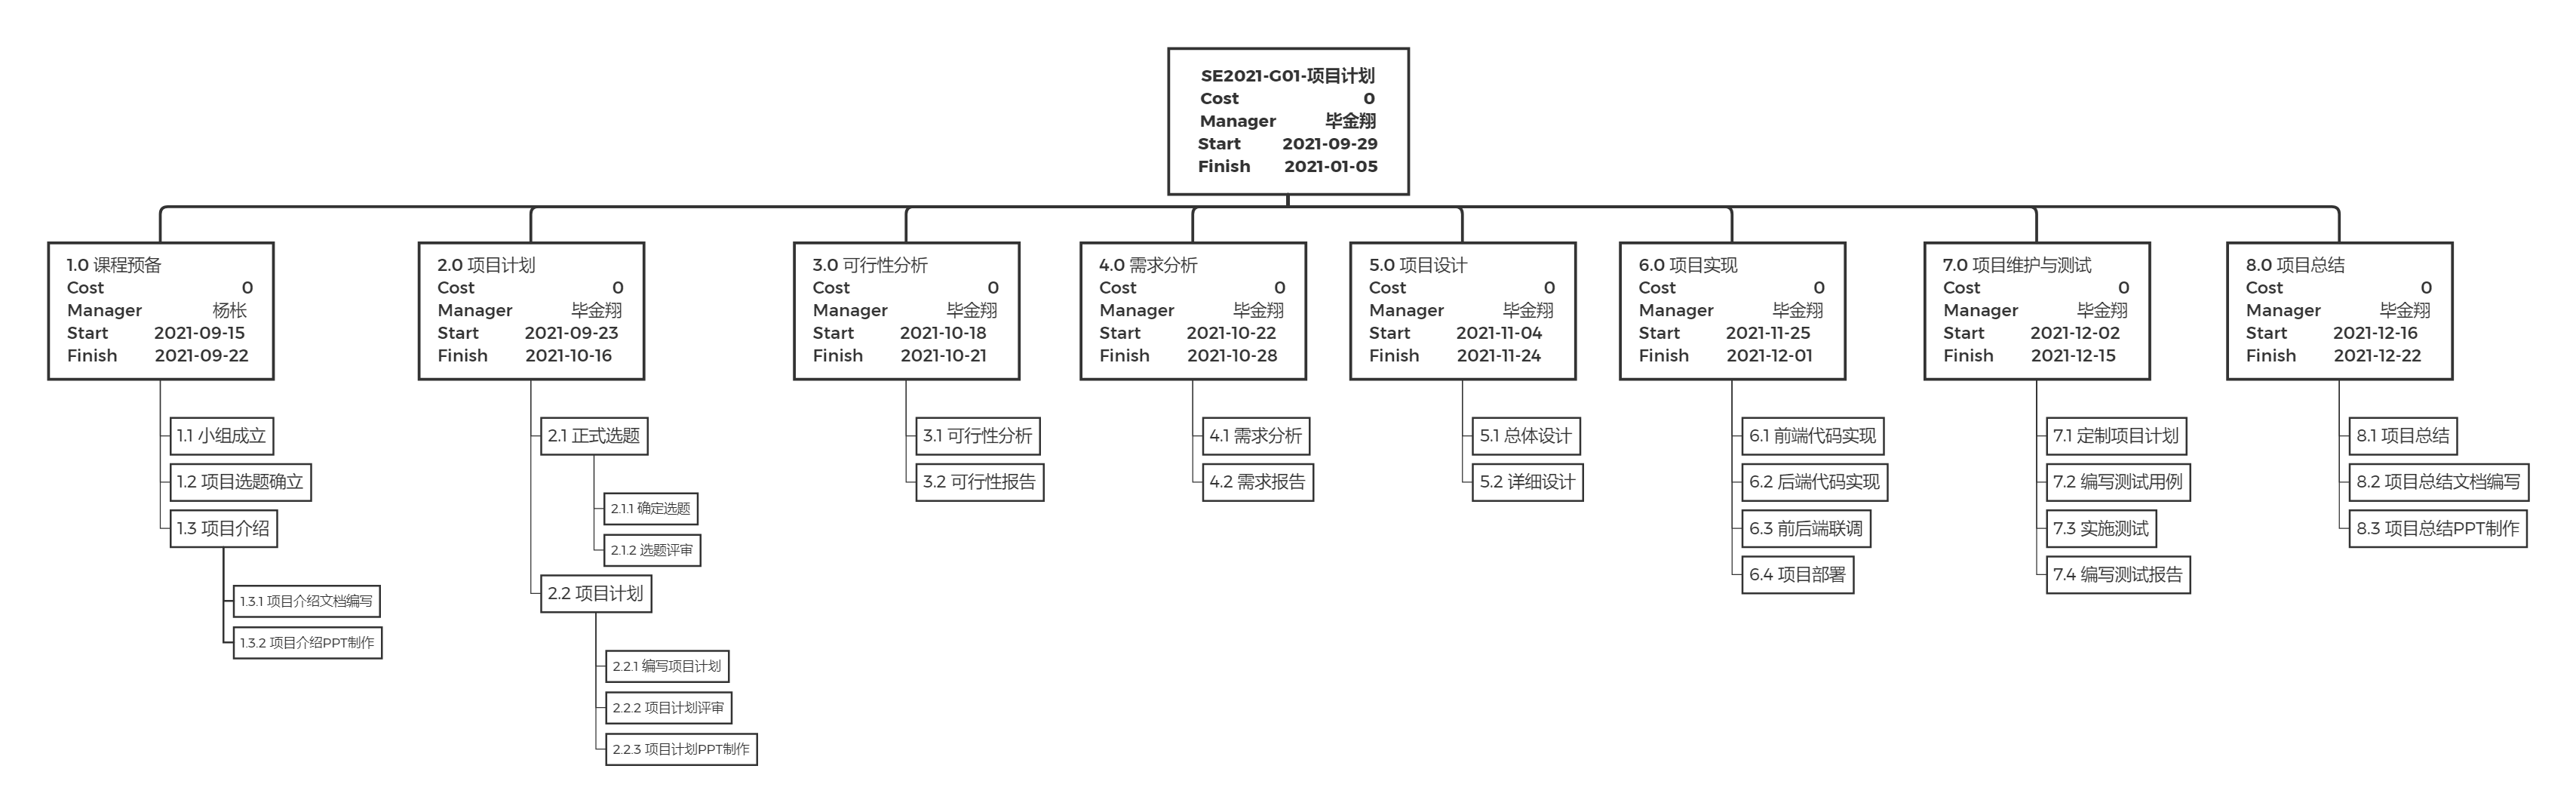 SE2021-G01-项目计划
Cost 0
Manager 毕金翔
Start 2021-09-29
Finish 2021-01-05
1.0 课程预备
Cost 0
Manager 杨枨
Start 2021-09-15
Finish 2021-09-22
1.1 小组成立
1.2 项目选题确立
1.3 项目介绍
1.3.1 项目介绍文档编写
1.3.2 项目介绍PPT制作
2.0 项目计划
Cost 0
Manager 毕金翔
Start 2021-09-23
Finish 2021-10-16
2.1 正式选题
2.1.1 确定选题
2.1.2 选题评审
2.2 项目计划
2.2.1 编写项目计划
2.2.2 项目计划评审
2.2.3 项目计划PPT制作
3.0 可行性分析
Cost 0
Manager 毕金翔
Start 2021-10-18
Finish 2021-10-21
3.1 可行性分析
3.2 可行性报告
4.0 需求分析
Cost 0
Manager 毕金翔
Start 2021-10-22
Finish 2021-10-28
4.1 需求分析
4.2 需求报告
5.0 项目设计
Cost 0
Manager 毕金翔
Start 2021-11-04
Finish 2021-11-24
5.1 总体设计
5.2 详细设计
6.0 项目实现
Cost 0
Manager 毕金翔
Start 2021-11-25
Finish 2021-12-01
6.1 前端代码实现
6.2 后端代码实现
6.3 前后端联调
6.4 项目部署
7.0 项目维护与测试
Cost 0
Manager 毕金翔
Start 2021-12-02
Finish 2021-12-15
7.1 定制项目计划
7.2 编写测试用例
7.3 实施测试
7.4 编写测试报告
8.0 项目总结
Cost 0
Manager 毕金翔
Start 2021-12-16
Finish 2021-12-22
8.1 项目总结
8.2 项目总结文档编写
8.3 项目总结PPT制作